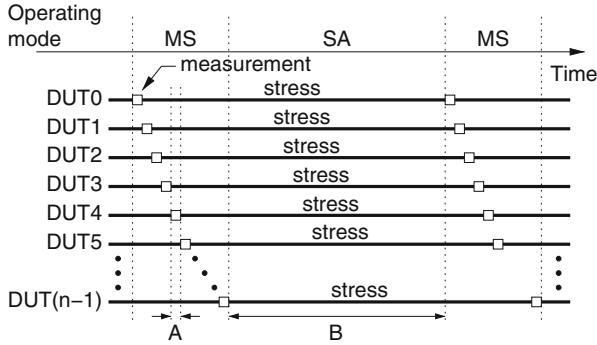 Operating
mode
MS SA MS
measurement
Time
DUT0 stress
DUT1 stress
DUT2 stress
DUT3 stress
DUT4 stress
DUT5 stress
DUT(n−1) stress
A B